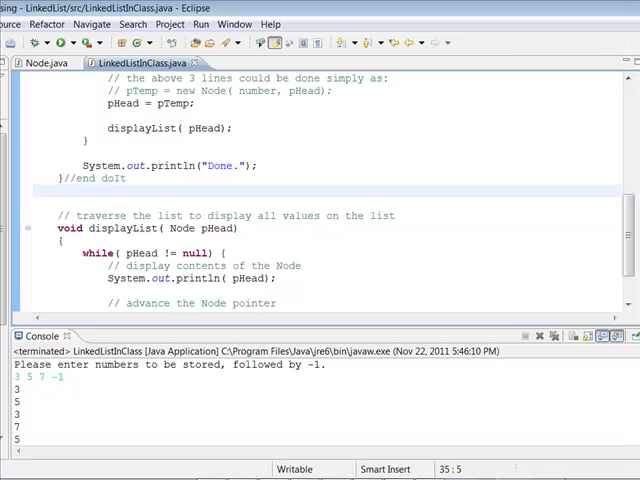 sing - LinkedList/src/LinkedListInClass.java - Eclipse
ource Refactor Navigate Search Project Run Window Help
Node.java LinkedListInClass.java
// the above 3 lines could be done simply as:
// pTemp = new Node( number, pHead);
pHead = pTemp;
displayList( pHead);
}
System.out.println("Done.");
}//end doIt
// traverse the list to display all values on the list
void displayList( Node pHead)
{
while( pHead != null) {
// display contents of the Node
System.out.println( pHead);
// advance the Node pointer
Console
<terminated> LinkedListInClass [Java Application] C:\Program Files\Java\jre6\bin\javaw.exe (Nov 22, 2011 5:46:10 PM)
Please enter numbers to be stored, followed by -1.
3 5 7 -1
3
5
3
7
5
Writable Smart Insert 35 : 5